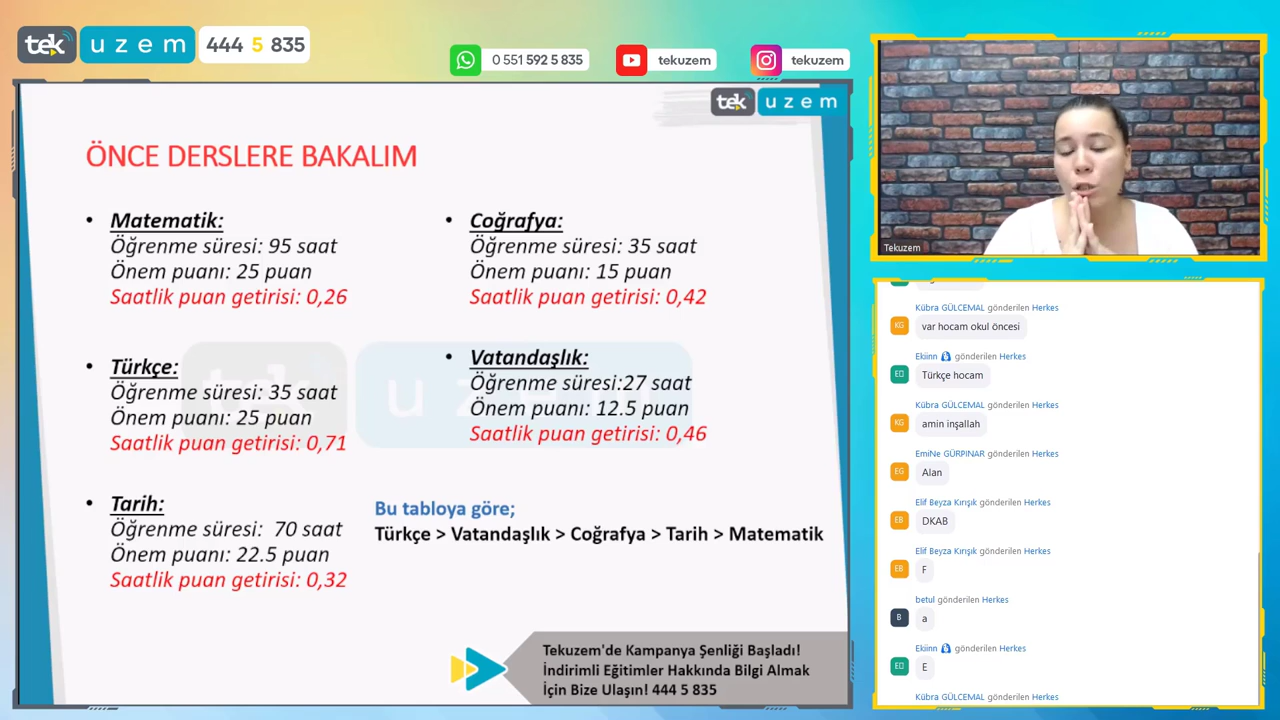 tek uzem 444 5 835
0 551 592 5 835
tekuzem
tekuzem
tek uzem
ÖNCE DERSLERE BAKALIM
• Matematik:
Öğrenme süresi: 95 saat
Önem puanı: 25 puan
Saatlik puan getirisi: 0,26
• Türkçe:
Öğrenme süresi: 35 saat
Önem puanı: 25 puan
Saatlik puan getirisi: 0,71
• Tarih:
Öğrenme süresi: 70 saat
Önem puanı: 22.5 puan
Saatlik puan getirisi: 0,32
• Coğrafya:
Öğrenme süresi: 35 saat
Önem puanı: 15 puan
Saatlik puan getirisi: 0,42
• Vatandaşlık:
Öğrenme süresi:27 saat
Önem puanı: 12.5 puan
Saatlik puan getirisi: 0,46
Bu tabloya göre;
Türkçe > Vatandaşlık > Coğrafya > Tarih > Matematik
tek uzem
Tekuzem'de Kampanya Şenliği Başladı!
İndirimli Eğitimler Hakkında Bilgi Almak
İçin Bize Ulaşın! 444 5 835
Tekuzem
Kübra GÜLCEMAL gönderilen Herkes
KG var hocam okul öncesi
Ekiinn gönderilen Herkes
Türkçe hocam
Kübra GÜLCEMAL gönderilen Herkes
KG amin inşallah
EmiNe GÜRPINAR gönderilen Herkes
EG Alan
Elif Beyza Kırışık gönderilen Herkes
EB DKAB
Elif Beyza Kırışık gönderilen Herkes
EB F
betul gönderilen Herkes
B a
Ekiinn gönderilen Herkes
E
Kübra GÜLCEMAL gönderilen Herkes